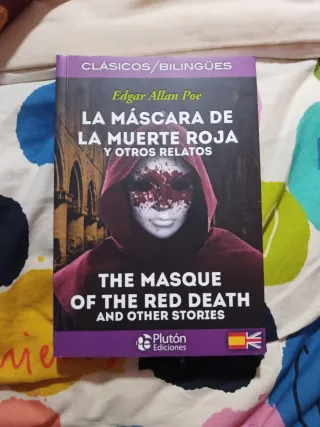 CLÁSICOS/BILINGÜES
Edgar Allan Poe
LA MÁSCARA DE
LA MUERTE ROJA
Y OTROS RELATOS
THE MASQUE
OF THE RED DEATH
AND OTHER STORIES
Plutón
Ediciones